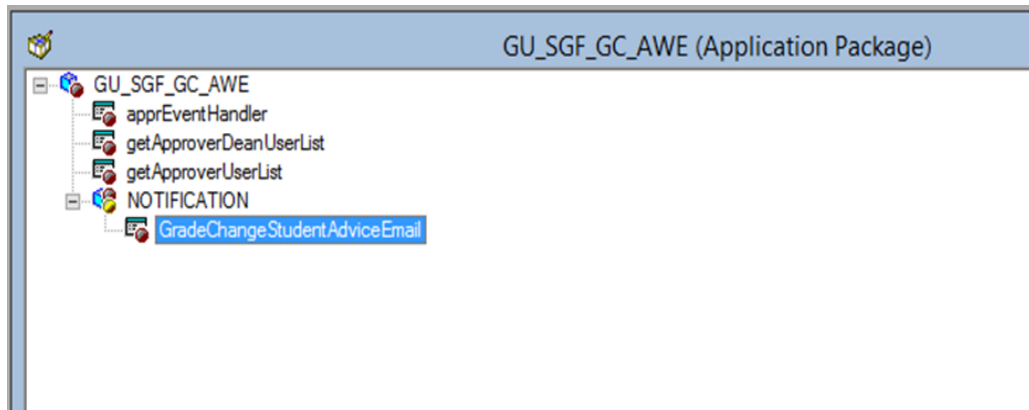 GU_SGF_GC_AWE (Application Package)
GU_SGF_GC_AWE
apprEventHandler
getApproverDeanUserList
getApproverUserList
NOTIFICATION
GradeChangeStudentAdviceEmail